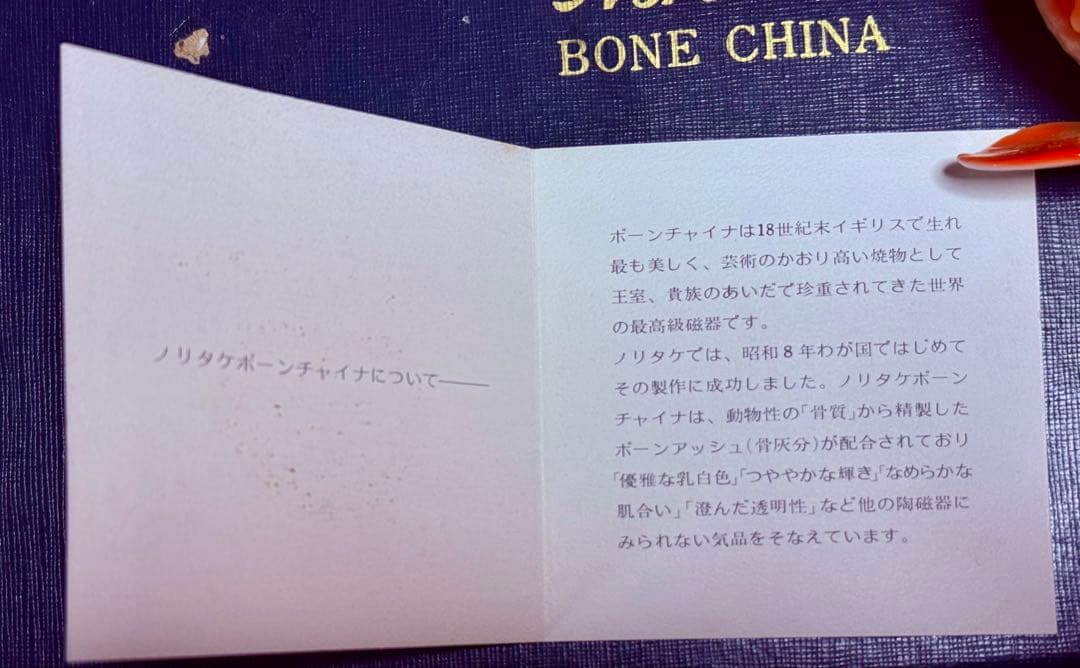 BONE CHINA
ノリタケボーンチャイナについて――
ボーンチャイナは18世紀末イギリスで生れ
最も美しく、芸術のかおり高い焼物として
王室、貴族のあいだで珍重されてきた世界
の最高級磁器です。
ノリタケでは、昭和8年わが国ではじめて
その製作に成功しました。ノリタケボーン
チャイナは、動物性の「骨質」から精製した
ボーンアッシュ(骨灰分)が配合されており
「優雅な乳白色」「つややかな輝き」「なめらかな
肌合い」「澄んだ透明性」など他の陶磁器に
みられない気品をそなえています。